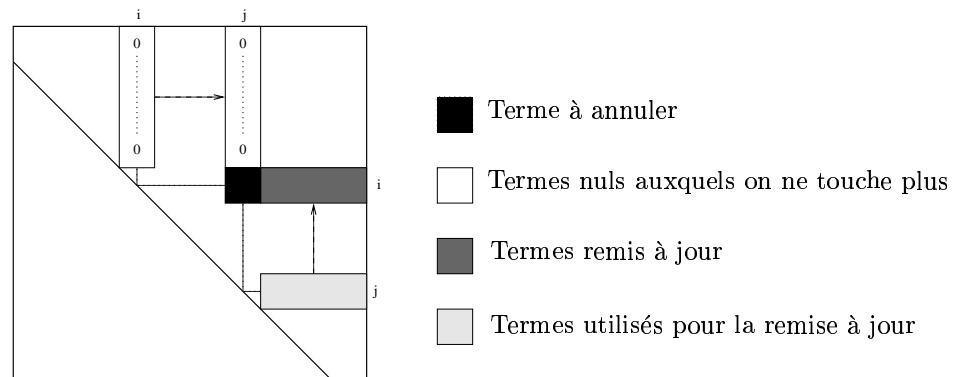 i j
0 0
0 0
i
j
Terme à annuler
Termes nuls auxquels on ne touche plus
Termes remis à jour
Termes utilisés pour la remise à jour